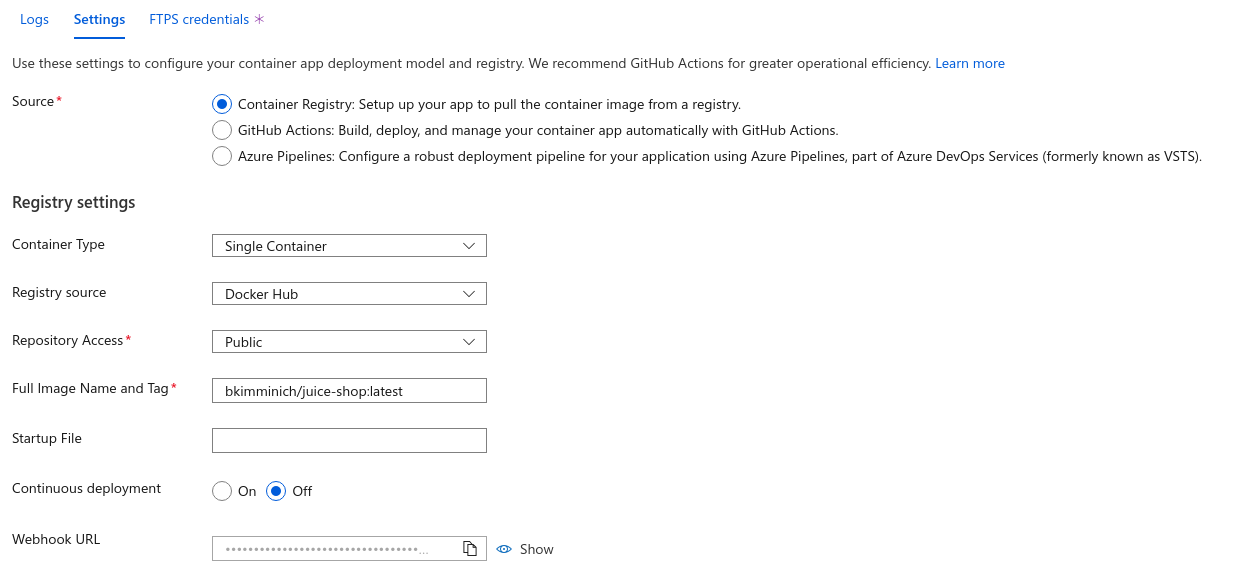 Logs Settings FTPS credentials *
Use these settings to configure your container app deployment model and registry. We recommend GitHub Actions for greater operational efficiency. Learn more
Source*
Container Registry: Setup up your app to pull the container image from a registry.
GitHub Actions: Build, deploy, and manage your container app automatically with GitHub Actions.
Azure Pipelines: Configure a robust deployment pipeline for your application using Azure Pipelines, part of Azure DevOps Services (formerly known as VSTS).
Registry settings
Container Type Single Container
Registry source Docker Hub
Repository Access* Public
Full Image Name and Tag* bkimminich/juice-shop:latest
Startup File
Continuous deployment On Off
Webhook URL ••••••••••••••••••••••••••••••••••... Show